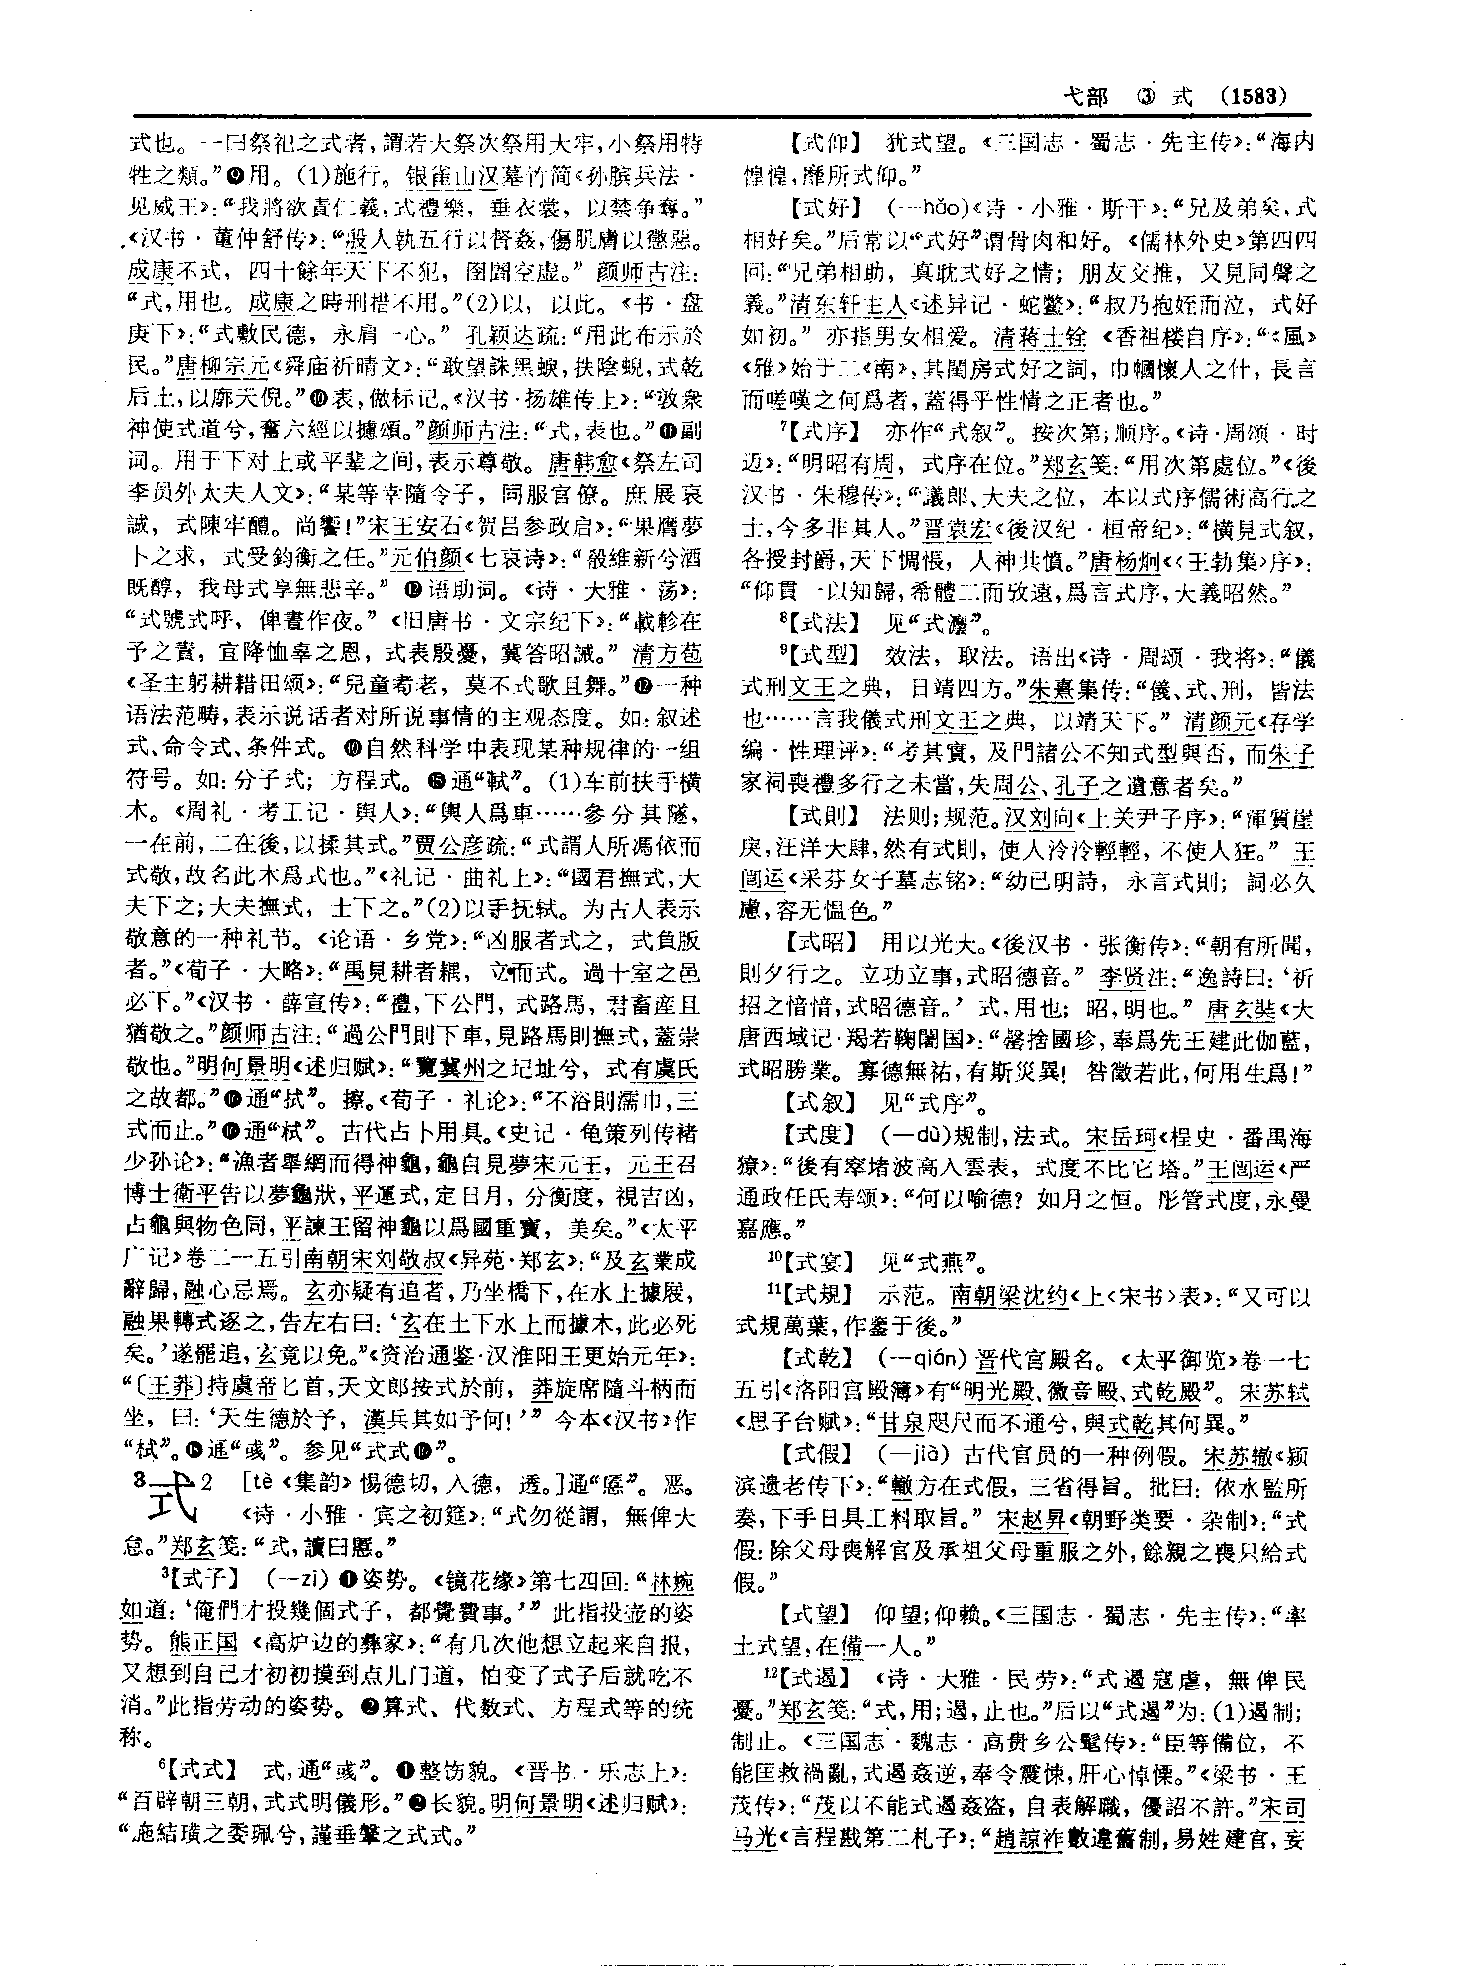 弋部　③　式　(1583)
式也。一曰祭祀之式者，謂若大祭次祭用大牢，小祭用特
牲之類。”❾用。(1)施行。银雀山汉墓竹简《孙膑兵法·
见威王》：“我將欲責仁義，式禮樂，垂衣裳，以禁争奪。”
《汉书·董仲舒传》：“殷人執五行以督姦，傷肌膚以懲惡。
成康不式，四十餘年天下不犯，囹圄空虚。”颜师古注：
“式，用也。成康之時刑措不用。”(2)以，以此。《书·盘
庚下》：“式敷民德，永肩一心。”孔颖达疏：“用此布示於
民。”唐柳宗元《舜庙祈晴文》：“敢望誅黑蜧，抶陰蜺，式乾
后土，以廓天倪。”❿表，做标记。《汉书·扬雄传上》：“敦衆
神使式道兮，奮六經以攄頌。”颜师古注：“式，表也。”⓫副
词。用于下对上或平辈之间，表示尊敬。唐韩愈《祭左司
李员外太夫人文》：“某等幸隨令子，同服官僚。庶展哀
誠，式陳牢醴。尚饗！”宋王安石《贺吕参政启》：“果膺夢
卜之求，式受鈞衡之任。”元伯颜《七哀诗》：“殽維新兮酒
既醇，我母式享無悲辛。”⓬语助词。《诗·大雅·荡》：
“式號式呼，俾晝作夜。”《旧唐书·文宗纪下》：“載軫在
予之責，宜降恤辜之恩，式表殷憂，冀答昭誡。”清方苞
《圣主躬耕耤田颂》：“兒童耇老，莫不式歌且舞。”⓬一种
语法范畴，表示说话者对所说事情的主观态度。如：叙述
式、命令式、条件式。⓮自然科学中表现某种规律的一组
符号。如：分子式；方程式。⓯通“軾”。(1)车前扶手横
木。《周礼·考工记·舆人》：“輿人爲車……參分其隧，
一在前，二在後，以揉其式。”贾公彦疏：“式謂人所馮依而
式敬，故名此木爲式也。”《礼记·曲礼上》：“國君撫式，大
夫下之；大夫撫式，士下之。”(2)以手抚轼。为古人表示
敬意的一种礼节。《论语·乡党》：“凶服者式之，式負版
者。”《荀子·大略》：“禹見耕者耦，立而式。過十室之邑
必下。”《汉书·薛宣传》：“禮，下公門，式路馬，君畜産且
猶敬之。”颜师古注：“過公門則下車，見路馬則撫式，蓋崇
敬也。”明何景明《述归赋》：“覽冀州之圮址兮，式有虞氏
之故都。”⓰通“拭”。擦。《荀子·礼论》：“不浴則濡巾，三
式而止。”⓱通“栻”。古代占卜用具。《史记·龟策列传褚
少孙论》：“漁者舉網而得神龜，龜自見夢宋元王，元王召
博士衛平告以夢龜狀，平運式，定日月，分衡度，視吉凶，
占龜與物色同，平諫王留神龜以爲國重寳，美矣。”《太平
广记》卷二一五引南朝宋刘敬叔《异苑·郑玄》：“及玄業成
辭歸，融心忌焉。玄亦疑有追者，乃坐橋下，在水上據屐，
融果轉式逐之，告左右曰：‘玄在土下水上而據木，此必死
矣。’遂罷追，玄竟以免。”《资治通鉴·汉淮阳王更始元年》：
“〔王莽〕持虞帝匕首，天文郎按式於前，莽旋席隨斗柄而
坐，曰：‘天生德於予，漢兵其如予何！’”今本《汉书》作
“栻”。⓲通“彧”。参见“式式❶”。
3式2　[tè《集韵》惕德切，入德，透。]通“慝”。恶。
《诗·小雅·宾之初筵》：“式勿從謂，無俾大
怠。”郑玄笺：“式，讀曰慝。”
³【式子】　(—zi) ❶姿势。《镜花缘》第七四回：“林婉
如道：‘俺們才投幾個式子，都覺費事。’”此指投壶的姿
势。熊正国《高炉边的彝家》：“有几次他想立起来自报，
又想到自己才初初摸到点儿门道，怕变了式子后就吃不
消。”此指劳动的姿势。❷算式、代数式、方程式等的统
称。
⁶【式式】　式，通“彧”。❶整饬貌。《晋书·乐志上》：
“百辟朝三朝，式式明儀形。”❷长貌。明何景明《述归赋》：
“施結璜之委珮兮，謹垂鞶之式式。”
【式仰】　犹式望。《三国志·蜀志·先主传》：“海内
惶惶，靡所式仰。”
【式好】　(—hǎo)《诗·小雅·斯干》：“兄及弟矣，式
相好矣。”后常以“式好”谓骨肉和好。《儒林外史》第四四
回：“兄弟相助，真耽式好之情；朋友交推，又見同聲之
義。”清东轩主人《述异记·蛇鳖》：“叔乃抱姪而泣，式好
如初。”亦指男女相爱。清蒋士铨《香祖楼自序》：“《風》
《雅》始于二《南》，其閨房式好之詞，巾幗懷人之什，長言
而嗟嘆之何爲者，蓋得乎性情之正者也。”
⁷【式序】　亦作“式叙”。按次第；顺序。《诗·周颂·时
迈》：“明昭有周，式序在位。”郑玄笺：“用次第處位。”《後
汉书·朱穆传》：“議郎、大夫之位，本以式序儒術高行之
士，今多非其人。”晋袁宏《後汉纪·桓帝纪》：“横見式叙，
各授封爵，天下惆悵，人神共憤。”唐杨炯《〈王勃集〉序》：
“仰貫一以知歸，希體二而致遠，爲言式序，大義昭然。”
⁸【式法】　见“式灋”。
⁹【式型】　效法，取法。语出《诗·周颂·我将》：“儀
式刑文王之典，日靖四方。”朱熹集传：“儀、式、刑，皆法
也……言我儀式刑文王之典，以靖天下。”清颜元《存学
编·性理评》：“考其實，及門諸公不知式型與否，而朱子
家祠喪禮多行之未當，失周公、孔子之遺意者矣。”
【式則】　法则；规范。汉刘向《上关尹子序》：“渾質崖
戾，汪洋大肆，然有式則，使人泠泠輕輕，不使人狂。”王
闿运《采芬女子墓志铭》：“幼已明詩，永言式則；詞必久
慮，容无愠色。”
【式昭】　用以光大。《後汉书·张衡传》：“朝有所聞，
則夕行之。立功立事，式昭德音。”李贤注：“逸詩曰：‘祈
招之愔愔，式昭德音。’式，用也；昭，明也。”唐玄奘《大
唐西域记·羯若鞠闍国》：“罄捨國珍，奉爲先王建此伽藍，
式昭勝業。寡德無祐，有斯災異！咎徵若此，何用生爲！”
【式叙】　见“式序”。
【式度】　(—dù)规制，法式。宋岳珂《桯史·番禺海
獠》：“後有窣堵波高入雲表，式度不比它塔。”王闿运《严
通政任氏寿颂》：“何以喻德？如月之恒。彤管式度，永曼
嘉應。”
¹⁰【式宴】　见“式燕”。
¹¹【式規】　示范。南朝梁沈约《上〈宋书〉表》：“又可以
式規萬葉，作鑒于後。”
【式乾】　(—qián) 晋代宫殿名。《太平御览》卷一七
五引《洛阳宫殿簿》有“明光殿、徽音殿、式乾殿”。宋苏轼
《思子台赋》：“甘泉咫尺而不通兮，與式乾其何異。”
【式假】　(—jià) 古代官员的一种例假。宋苏辙《颍
滨遗老传下》：“轍方在式假，三省得旨。批曰：依水監所
奏，下手日具工料取旨。”宋赵昇《朝野类要·杂制》：“式
假：除父母喪解官及承祖父母重服之外，餘親之喪只給式
假。”
【式望】　仰望；仰赖。《三国志·蜀志·先主传》：“率
土式望，在備一人。”
¹²【式遏】　《诗·大雅·民劳》：“式遏寇虐，無俾民
憂。”郑玄笺：“式，用；遏，止也。”后以“式遏”为：(1)遏制；
制止。《三国志·魏志·高贵乡公髦传》：“臣等備位，不
能匡救禍亂，式遏姦逆，奉令震悚，肝心悼慄。”《梁书·王
茂传》：“茂以不能式遏姦盗，自表解職，優詔不許。”宋司
马光《言程戡第二札子》：“趙諒祚數違舊制，易姓建官，妄